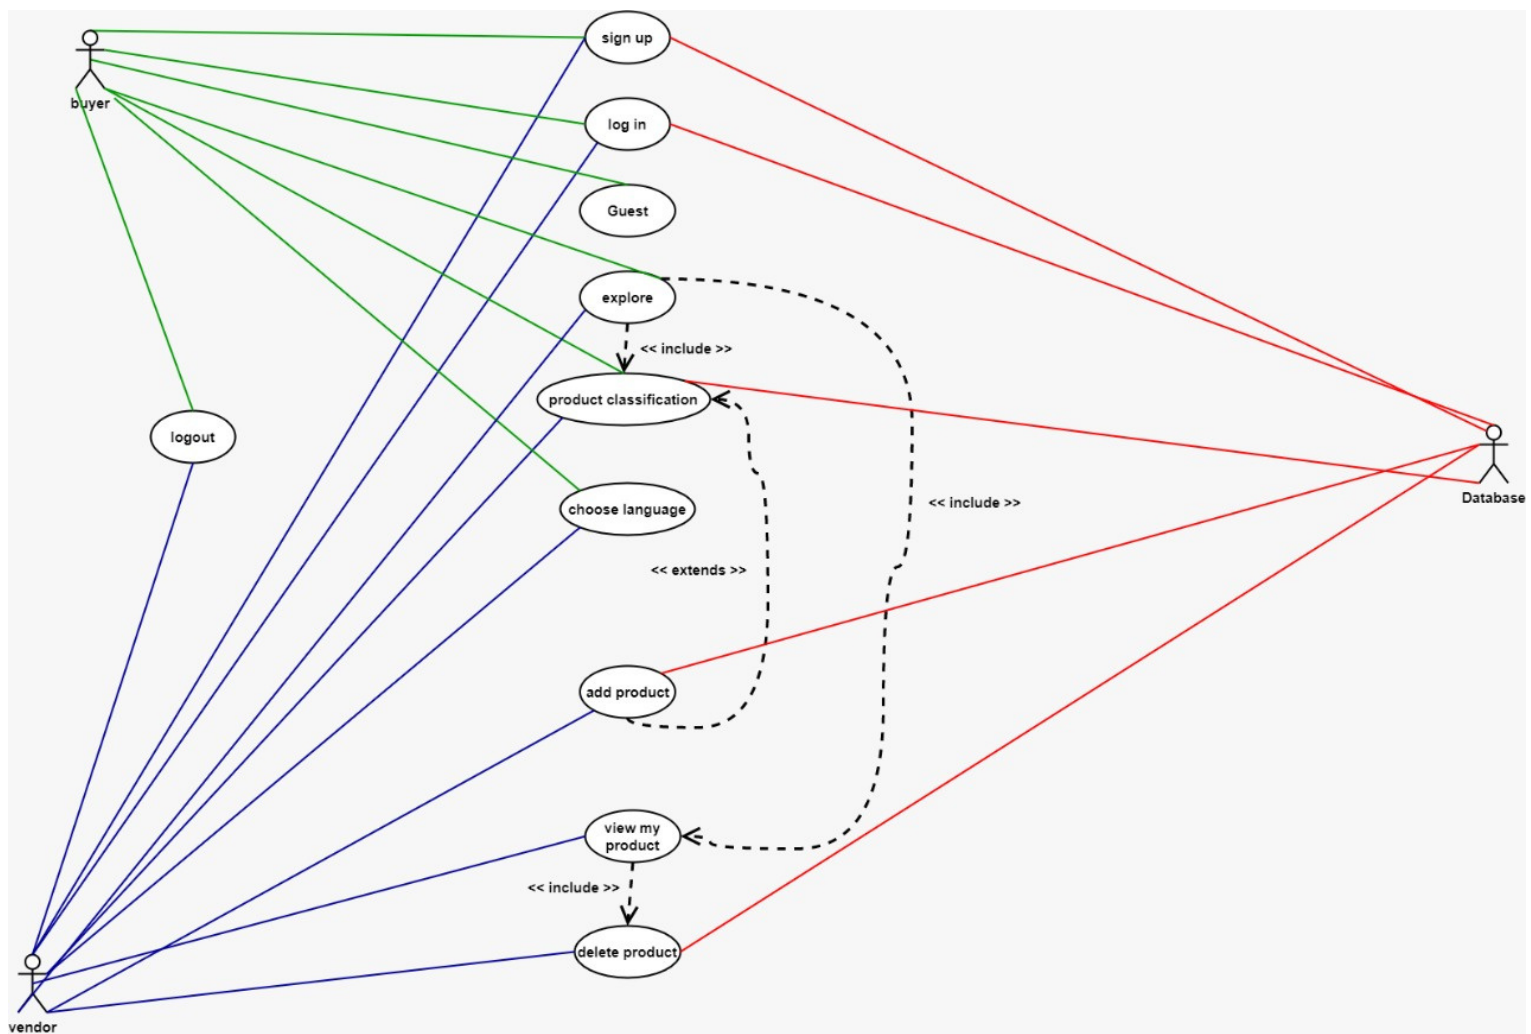 sign up
buyer
log in
Guest
explore
<< include >>
product classification
logout
Database
<< include >>
choose language
<< extends >>
add product
view my
product
<< include >>
delete product
vendor